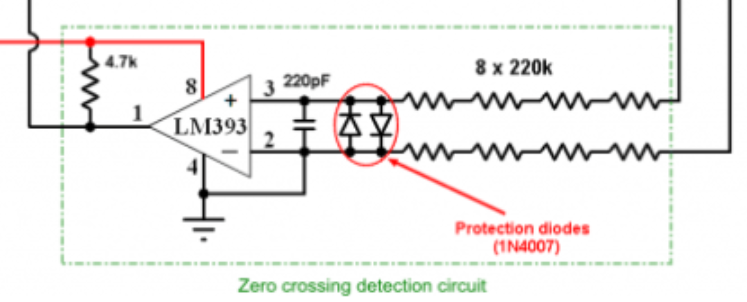 4.7k
8
3
220pF
8 x 220k
+
1
LM393
2
−
4
Protection diodes
(1N4007)
Zero crossing detection circuit